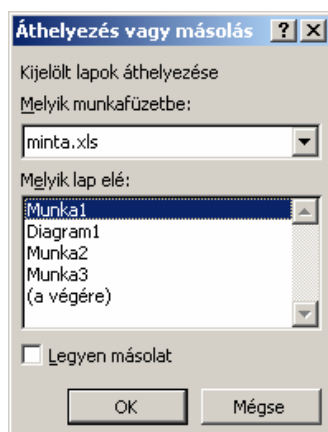 Áthelyezés vagy másolás
Kijelölt lapok áthelyezése
Melyik munkafüzetbe:
minta.xls
Melyik lap elé:
Munka1
Diagram1
Munka2
Munka3
(a végére)
Legyen másolat
OK
Mégse